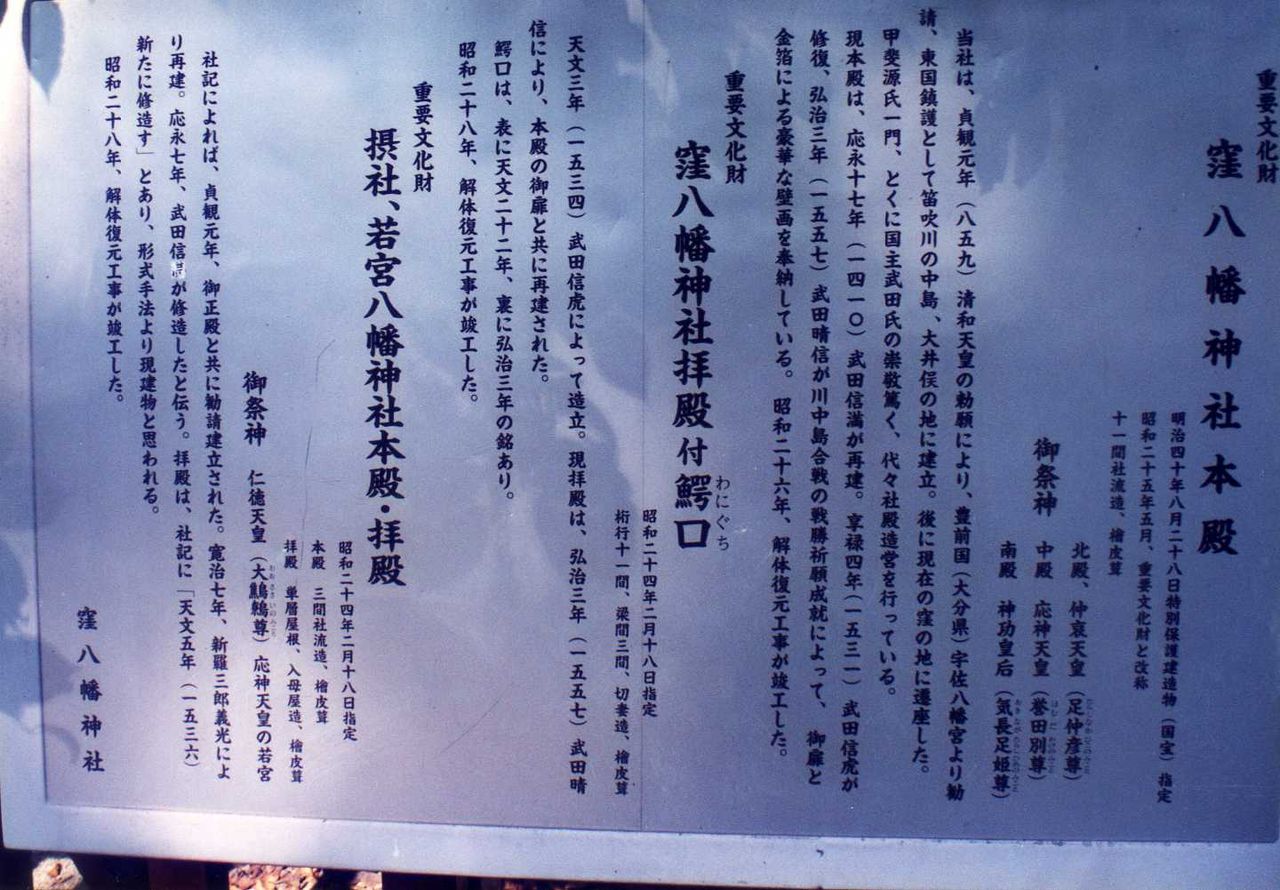 重要文化財
窪八幡神社本殿
明治四十年八月二十八日特別保護建造物（国宝）指定
昭和二十五年五月、重要文化財と改称
十一間社流造、檜皮葺
御祭神
北殿、仲哀天皇（足仲彦尊）
中殿 応神天皇（誉田別尊）
南殿 神功皇后（気長足姫尊）
当社は、貞観元年（八五九）清和天皇の勅願により、豊前国（大分県）宇佐八幡宮より勧
請、東国鎮護として笛吹川の中島、大井俣の地に建立。後に現在の窪の地に遷座した。
甲斐源氏一門、とくに国主武田氏の崇敬篤く、代々社殿造営を行っている。
現本殿は、応永十七年（一四一〇）武田信満が再建。享禄四年（一五三一）武田信虎が
修復、弘治三年（一五五七）武田晴信が川中島合戦の戦勝祈願成就によって、御扉と
金箔による豪華な壁画を奉納している。昭和二十六年、解体復元工事が竣工した。
重要文化財
窪八幡神社拝殿付鰐口
わにぐち
昭和二十四年二月十八日指定
桁行十一間、梁間三間、切妻造、檜皮葺
天文三年（一五三四）武田信虎によって造立。現拝殿は、弘治三年（一五五七）武田晴
信により、本殿の御扉と共に再建された。
鰐口は、表に天文二十二年、裏に弘治三年の銘あり。
昭和二十八年、解体復元工事が竣工した。
重要文化財
摂社、若宮八幡神社本殿・拝殿
昭和二十四年二月十八日指定
本殿 三間社流造、檜皮葺
拝殿 単層屋根、入母屋造、檜皮葺
御祭神 仁徳天皇（大鷦鷯尊）応神天皇の若宮
おおささぎのみこと
社記によれば、貞観元年、御正殿と共に勧請建立された。寛治七年、新羅三郎義光によ
り再建。応永七年、武田信が修造したと伝う。拝殿は、社記に「天文五年（一五三六）
新たに修造す」とあり、形式手法より現建物と思われる。
昭和二十八年、解体復元工事が竣工した。
窪八幡神社